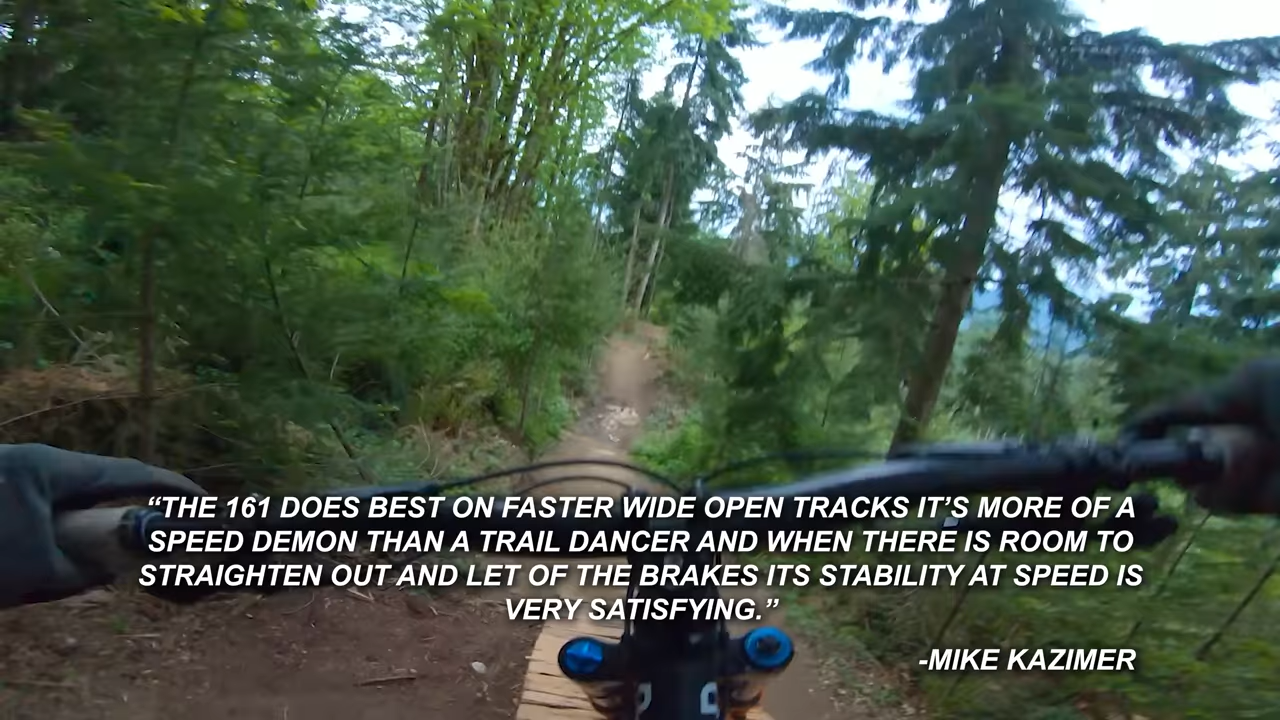 “THE 161 DOES BEST ON FASTER WIDE OPEN TRACKS IT’S MORE OF A
SPEED DEMON THAN A TRAIL DANCER AND WHEN THERE IS ROOM TO
STRAIGHTEN OUT AND LET OF THE BRAKES ITS STABILITY AT SPEED IS
VERY SATISFYING.”
-MIKE KAZIMER